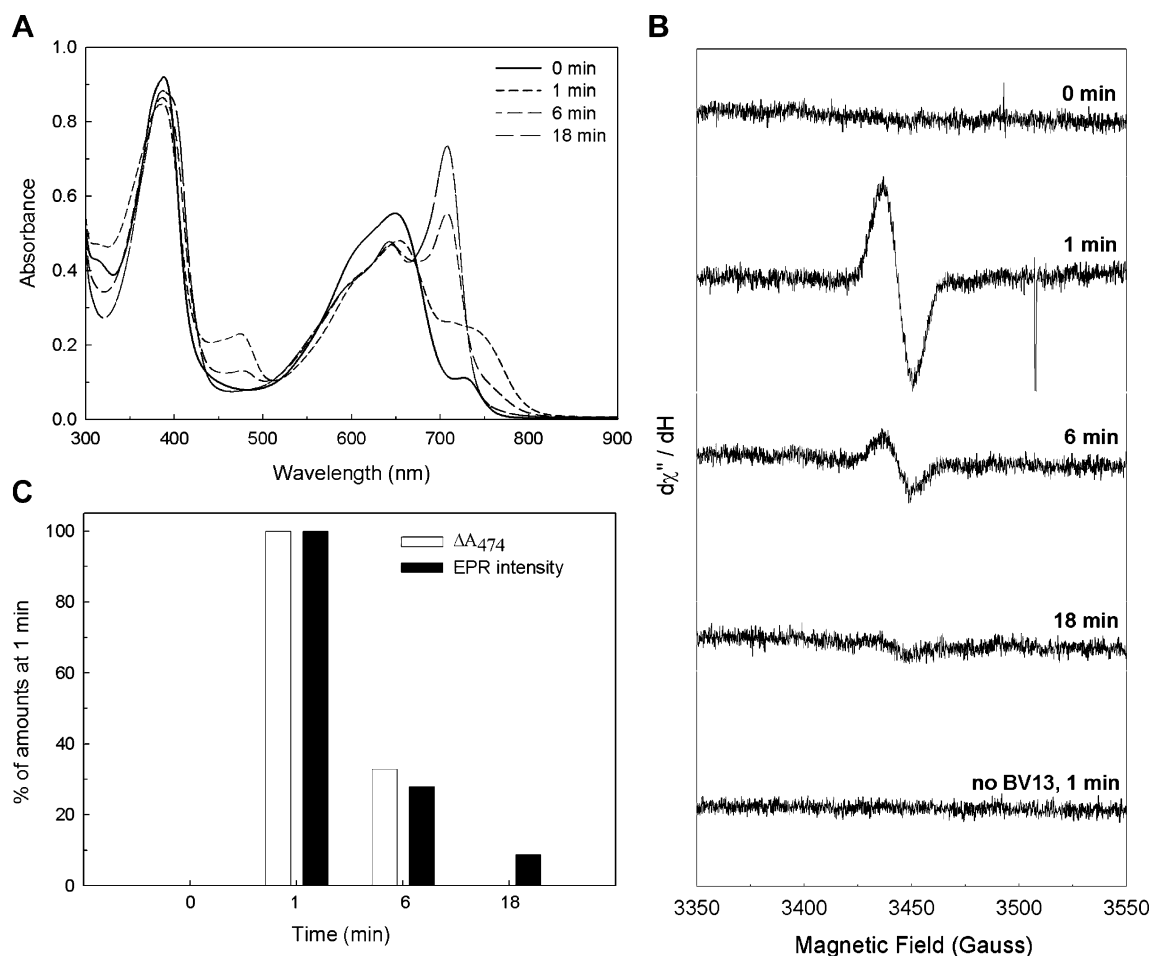 A
1.0
0.8
0.6
0.4
0.2
0.0
Absorbance
0 min
1 min
6 min
18 min
300 400 500 600 700 800 900
Wavelength (nm)
B
0 min
1 min
6 min
18 min
no BV13, 1 min
dχ" / dH
3350 3400 3450 3500 3550
Magnetic Field (Gauss)
C
100
80
60
40
20
0
% of amounts at 1 min
ΔA474
EPR intensity
0 1 6 18
Time (min)